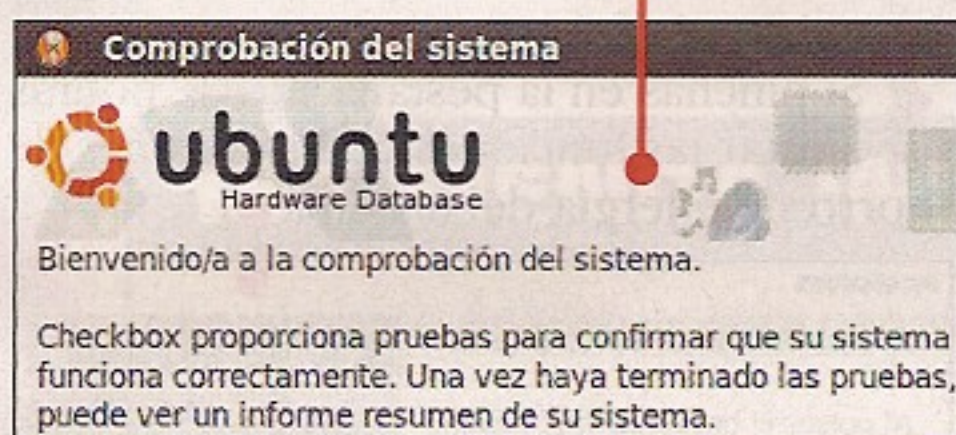 Comprobación del sistema
ubuntu
Hardware Database
Bienvenido/a a la comprobación del sistema.
Checkbox proporciona pruebas para confirmar que su sistema
funciona correctamente. Una vez haya terminado las pruebas,
puede ver un informe resumen de su sistema.